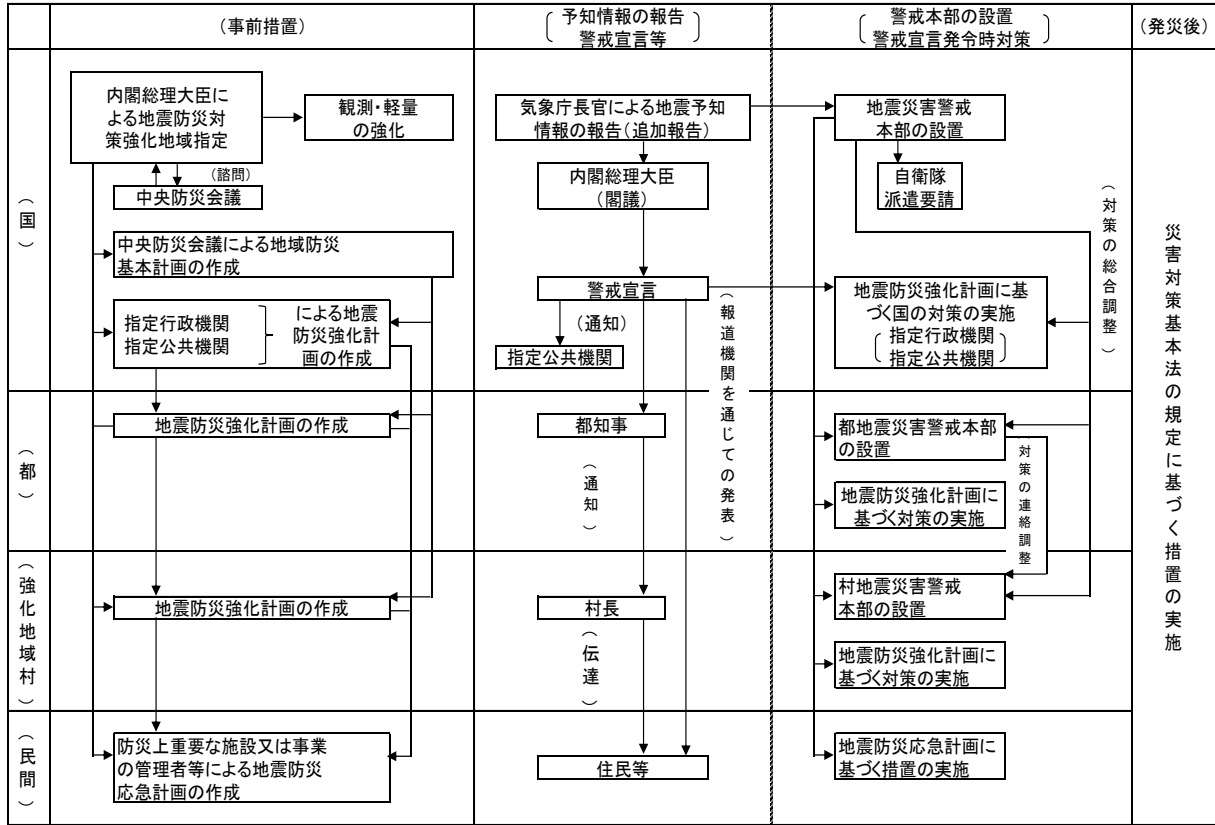 (事前措置)
予知情報の報告
警戒宣言等
警戒本部の設置
警戒宣言発令時対策
(発災後)
(国)
内閣総理大臣に
よる地震防災対
策強化地域指定
観測・軽量
の強化
(諮問)
中央防災会議
中央防災会議による地域防災
基本計画の作成
指定行政機関
指定公共機関
による地震
防災強化計
画の作成
気象庁長官による地震予知
情報の報告(追加報告)
内閣総理大臣
(閣議)
警戒宣言
(通知)
指定公共機関
(報道機関を通じての発表)
地震災害警戒
本部の設置
自衛隊
派遣要請
(対策の総合調整)
地震防災強化計画に基
づく国の対策の実施
指定行政機関
指定公共機関
災害対策基本法の規定に基づく措置の実施
(都)
地震防災強化計画の作成
都知事
(通知)
都地震災害警戒本部
の設置
対策の連絡調整
地震防災強化計画に
基づく対策の実施
(強化地域村)
地震防災強化計画の作成
村長
(伝達)
村地震災害警戒
本部の設置
地震防災強化計画に
基づく対策の実施
(民間)
防災上重要な施設又は事業
の管理者等による地震防災
応急計画の作成
住民等
地震防災応急計画に
基づく措置の実施